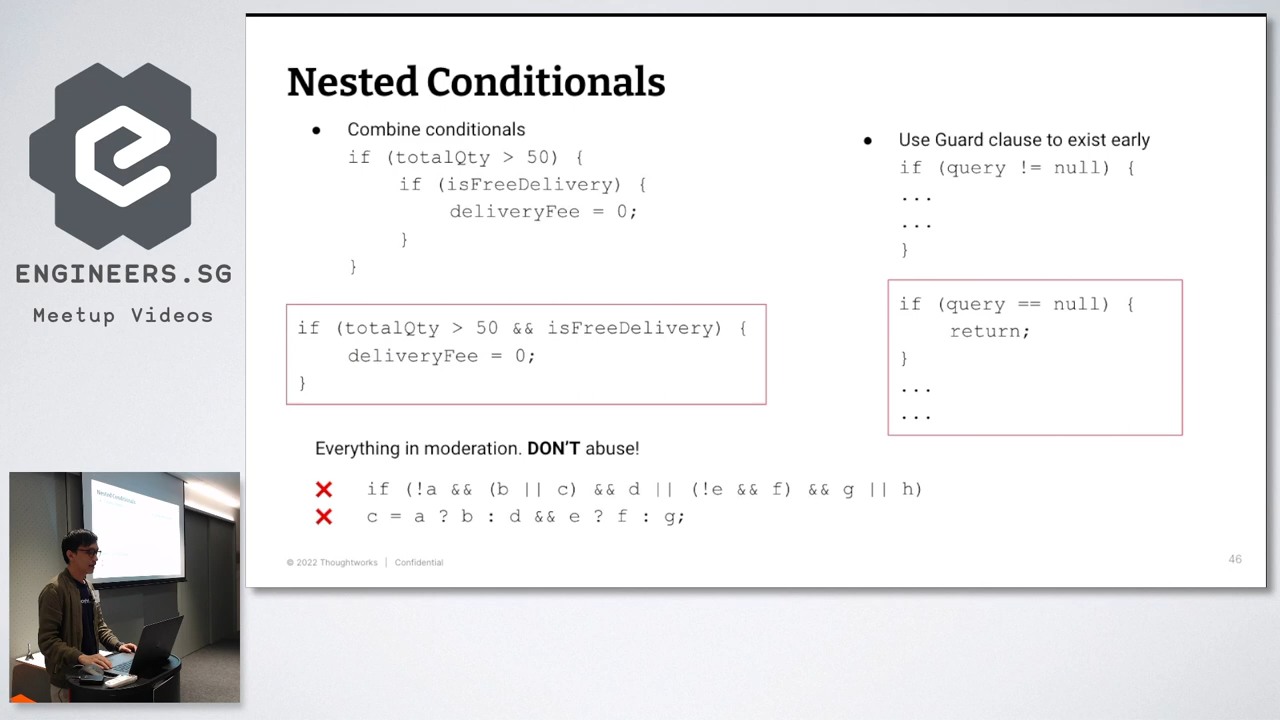 ENGINEERS.SG
Meetup Videos
Nested Conditionals
● Combine conditionals
if (totalQty > 50) {
if (isFreeDelivery) {
deliveryFee = 0;
}
}
if (totalQty > 50 && isFreeDelivery) {
deliveryFee = 0;
}
● Use Guard clause to exist early
if (query != null) {
...
...
}
if (query == null) {
return;
}
...
...
Everything in moderation. DON'T abuse!
❌ if (!a && (b || c) && d || (!e && f) && g || h)
❌ c = a ? b : d && e ? f : g;
© 2022 Thoughtworks | Confidential
46
Nested Conditionals